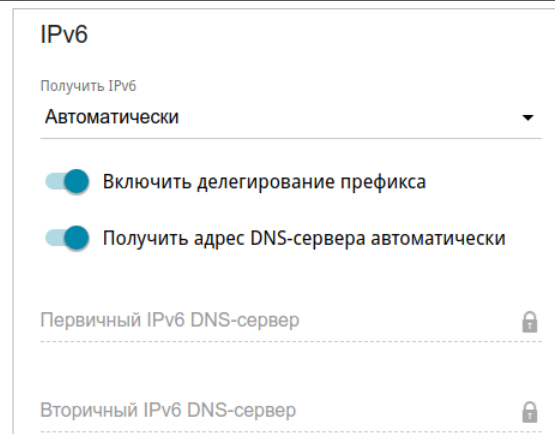 IPv6
Получить IPv6
Автоматически
Включить делегирование префикса
Получить адрес DNS-сервера автоматически
Первичный IPv6 DNS-сервер
Вторичный IPv6 DNS-сервер